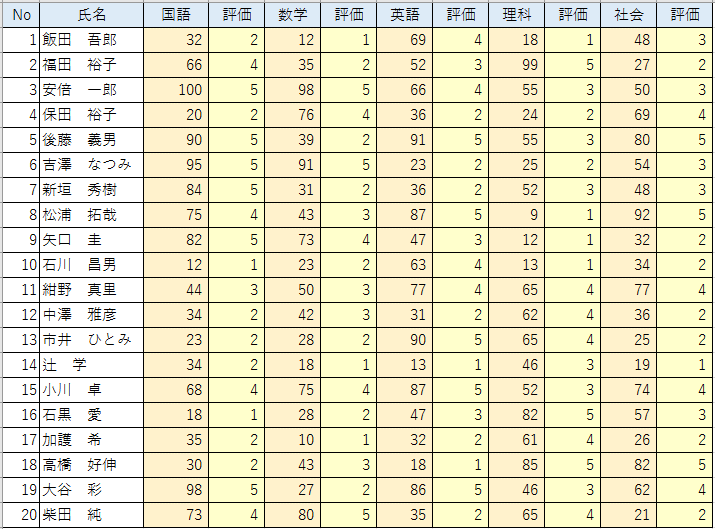 No 氏名 国語 評価 数学 評価 英語 評価 理科 評価 社会 評価
1 飯田　吾郎 32 2 12 1 69 4 18 1 48 3
2 福田　裕子 66 4 35 2 52 3 99 5 27 2
3 安倍　一郎 100 5 98 5 66 4 55 3 50 3
4 保田　裕子 20 2 76 4 36 2 24 2 69 4
5 後藤　義男 90 5 39 2 91 5 55 3 80 5
6 吉澤　なつみ 95 5 91 5 23 2 25 2 54 3
7 新垣　秀樹 84 5 31 2 36 2 52 3 48 3
8 松浦　拓哉 75 4 43 3 87 5 9 1 92 5
9 矢口　圭 82 5 73 4 47 3 12 1 32 2
10 石川　昌男 12 1 23 2 63 4 13 1 34 2
11 紺野　真里 44 3 50 3 77 4 65 4 77 4
12 中澤　雅彦 34 2 42 3 31 2 62 4 36 2
13 市井　ひとみ 23 2 28 2 90 5 65 4 25 2
14 辻　学 34 2 18 1 13 1 46 3 19 1
15 小川　卓 68 4 75 4 87 5 52 3 74 4
16 石黒　愛 18 1 28 2 47 3 82 5 57 3
17 加護　希 35 2 10 1 32 2 61 4 26 2
18 高橋　好伸 30 2 43 3 18 1 85 5 82 5
19 大谷　彩 98 5 27 2 86 5 46 3 62 4
20 柴田　純 73 4 80 5 35 2 65 4 21 2